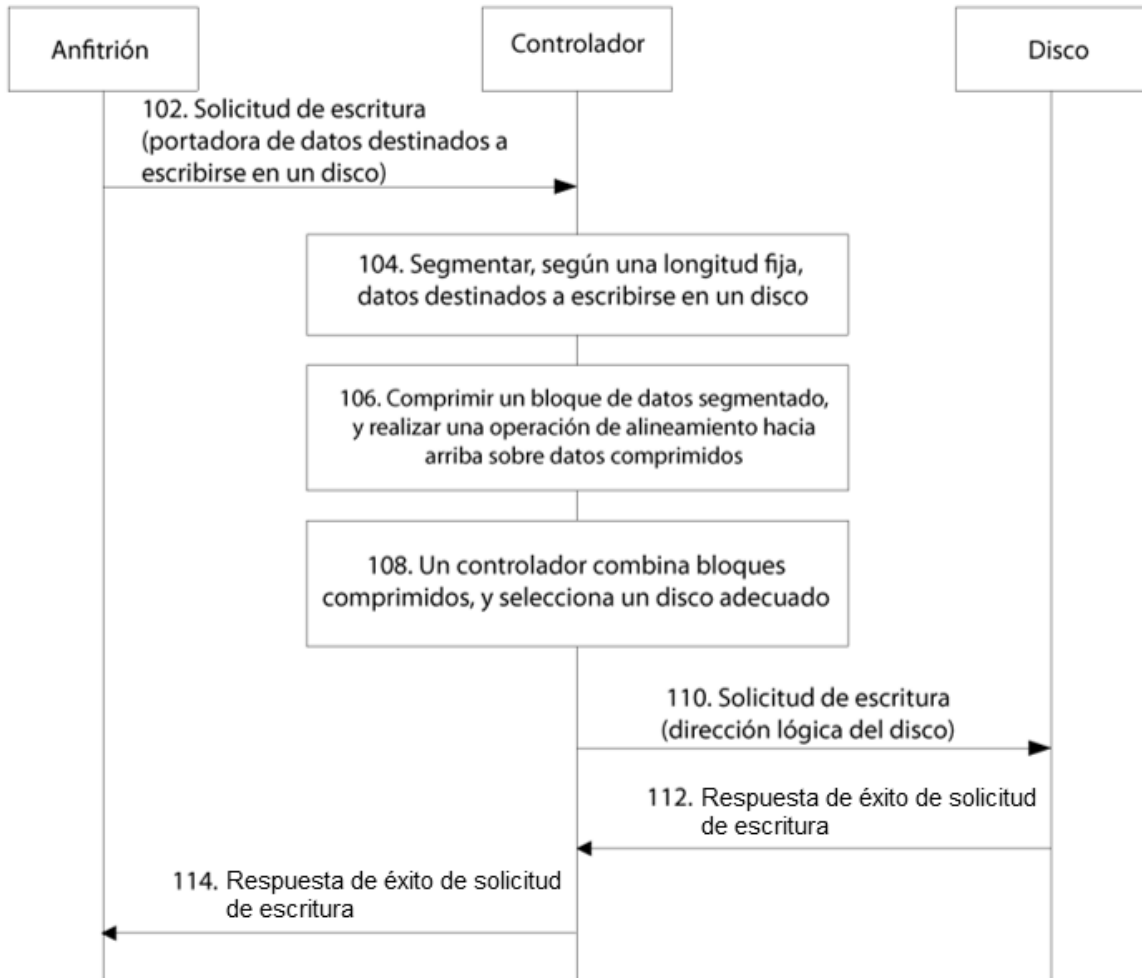 Anfitrión
Controlador
Disco
102. Solicitud de escritura
(portadora de datos destinados a
escribirse en un disco)
104. Segmentar, según una longitud fija,
datos destinados a escribirse en un disco
106. Comprimir un bloque de datos segmentado,
y realizar una operación de alineamiento hacia
arriba sobre datos comprimidos
108. Un controlador combina bloques
comprimidos, y selecciona un disco adecuado
110. Solicitud de escritura
(dirección lógica del disco)
112. Respuesta de éxito de solicitud
de escritura
114. Respuesta de éxito de solicitud
de escritura